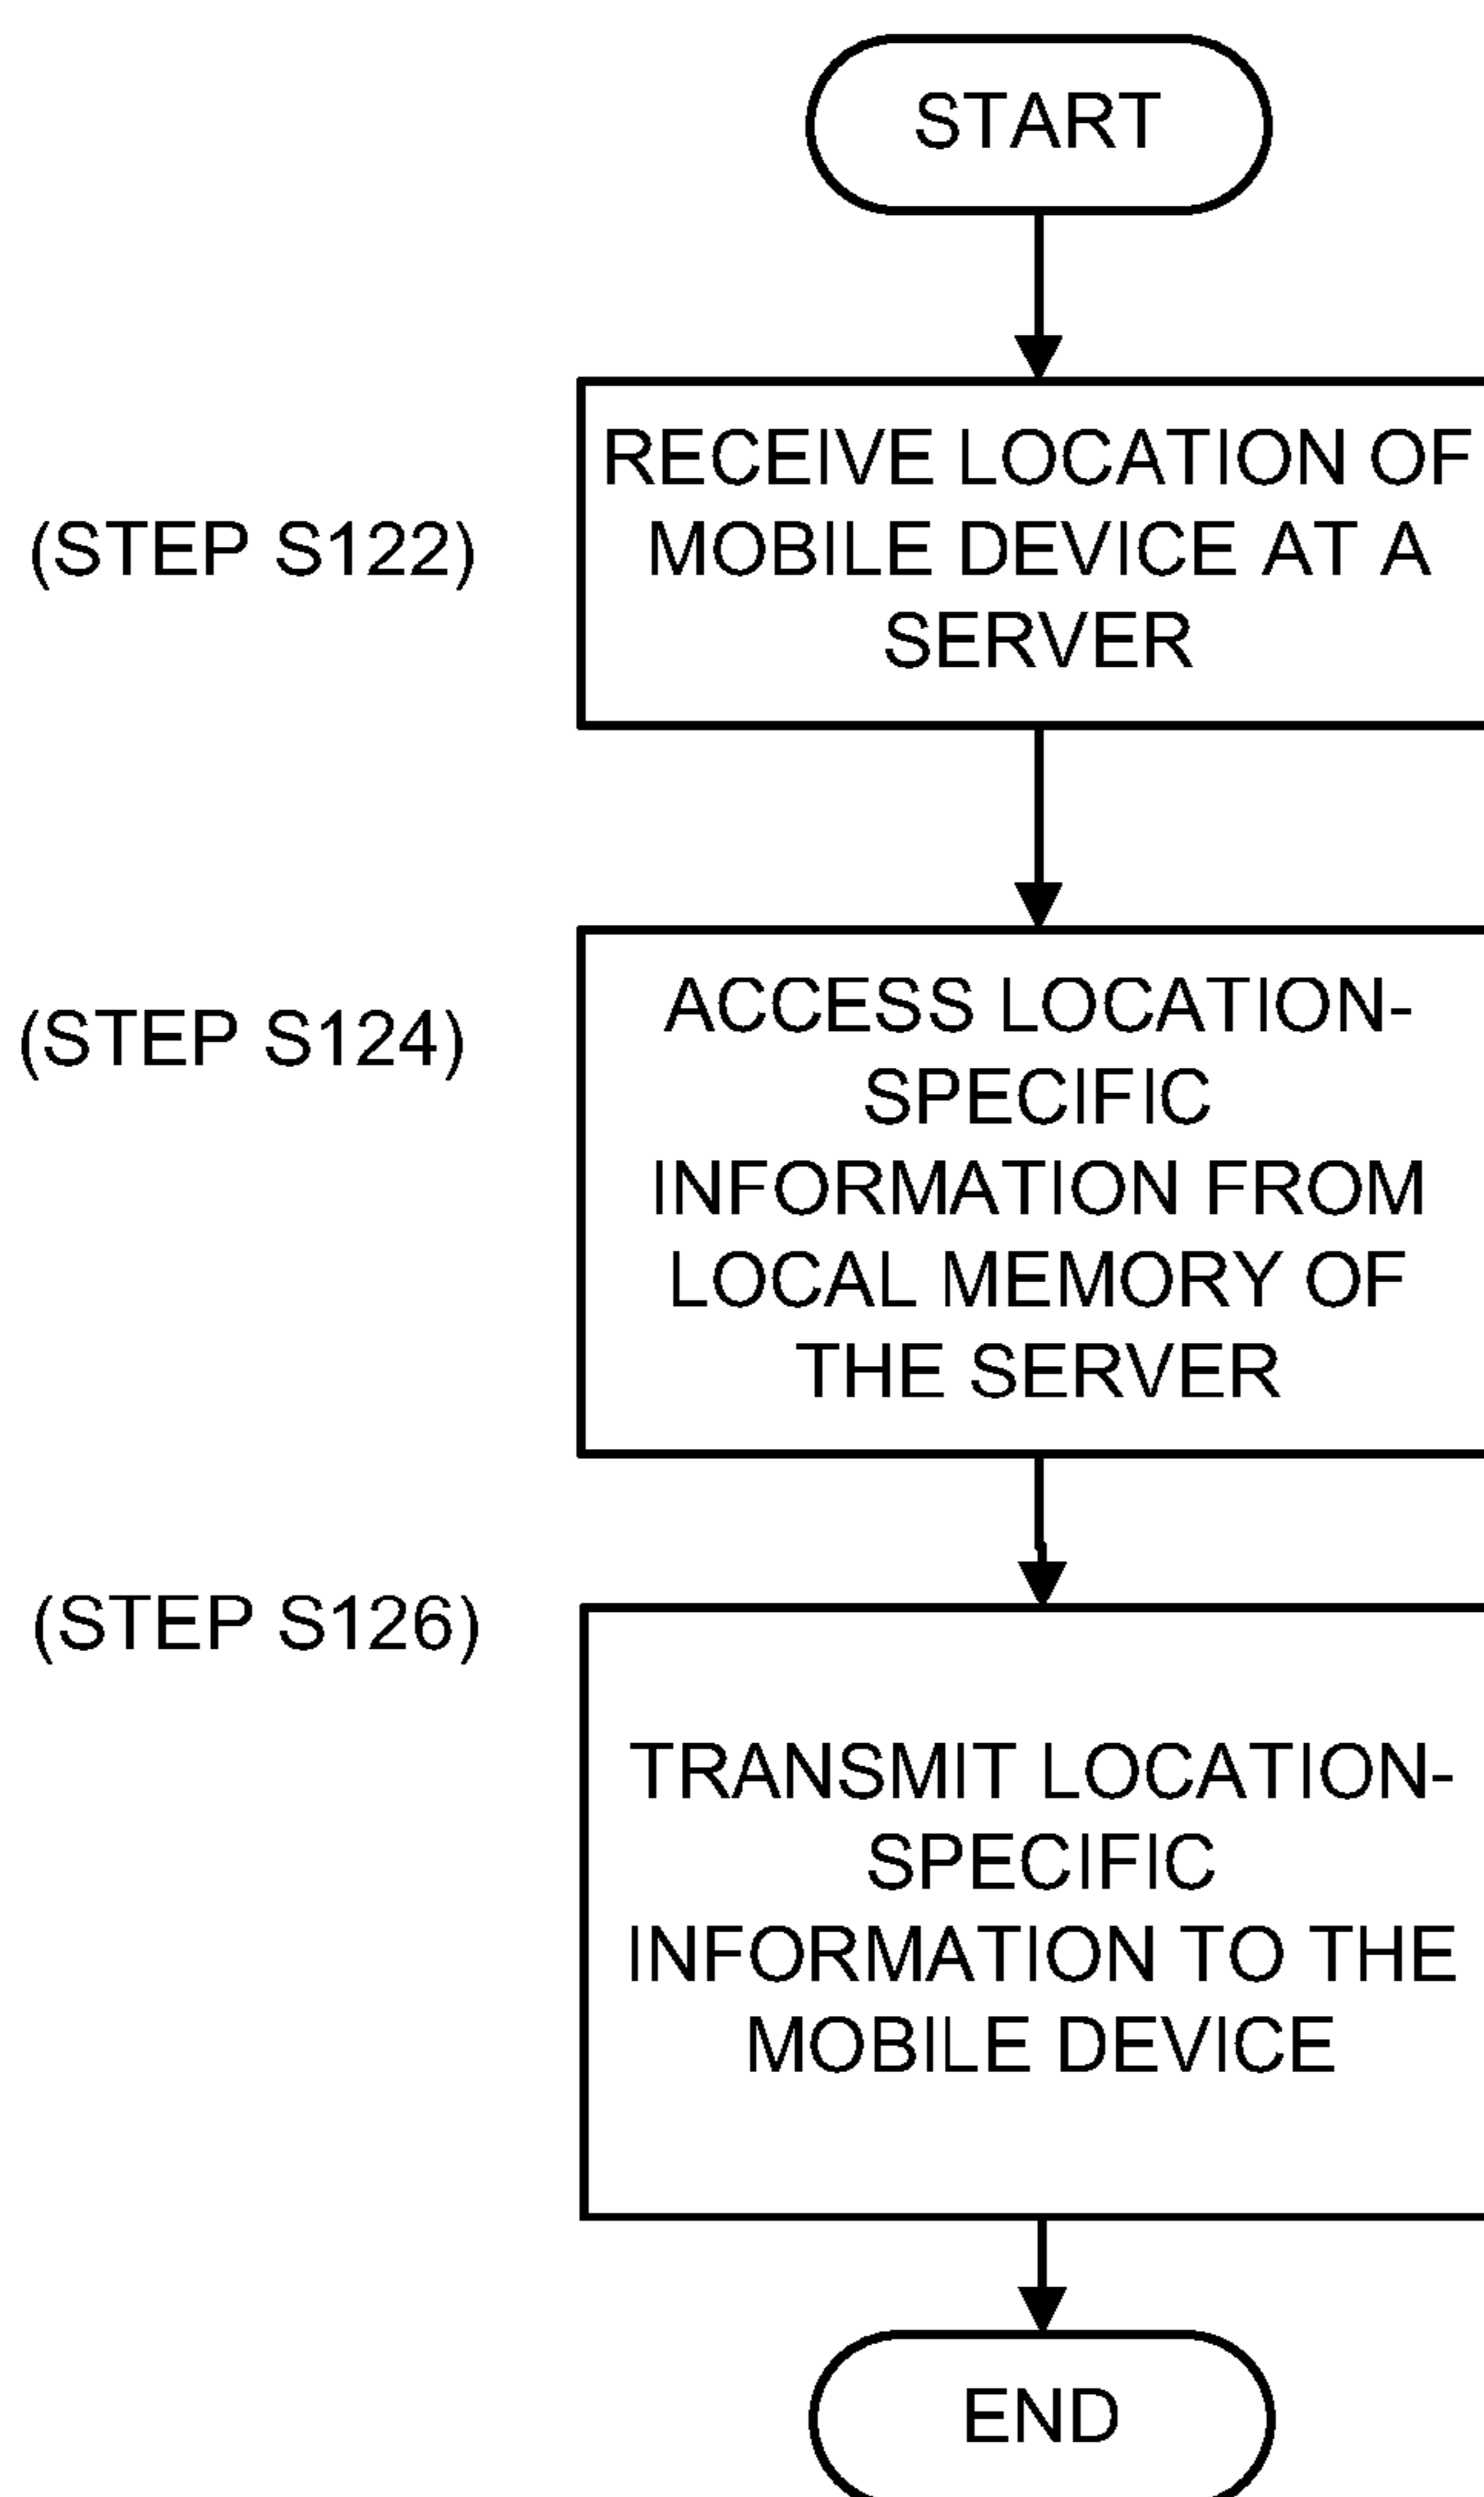 START
RECEIVE LOCATION OF
(STEP S122) MOBILE DEVICE AT A
SERVER
(STEP S124)
ACCESS LOCATION-
SPECIFIC
INFORMATION FROM
LOCAL MEMORY OF
THE SERVER
(STEP S126)
TRANSMIT LOCATION-
SPECIFIC
INFORMATION TO THE
MOBILE DEVICE
END